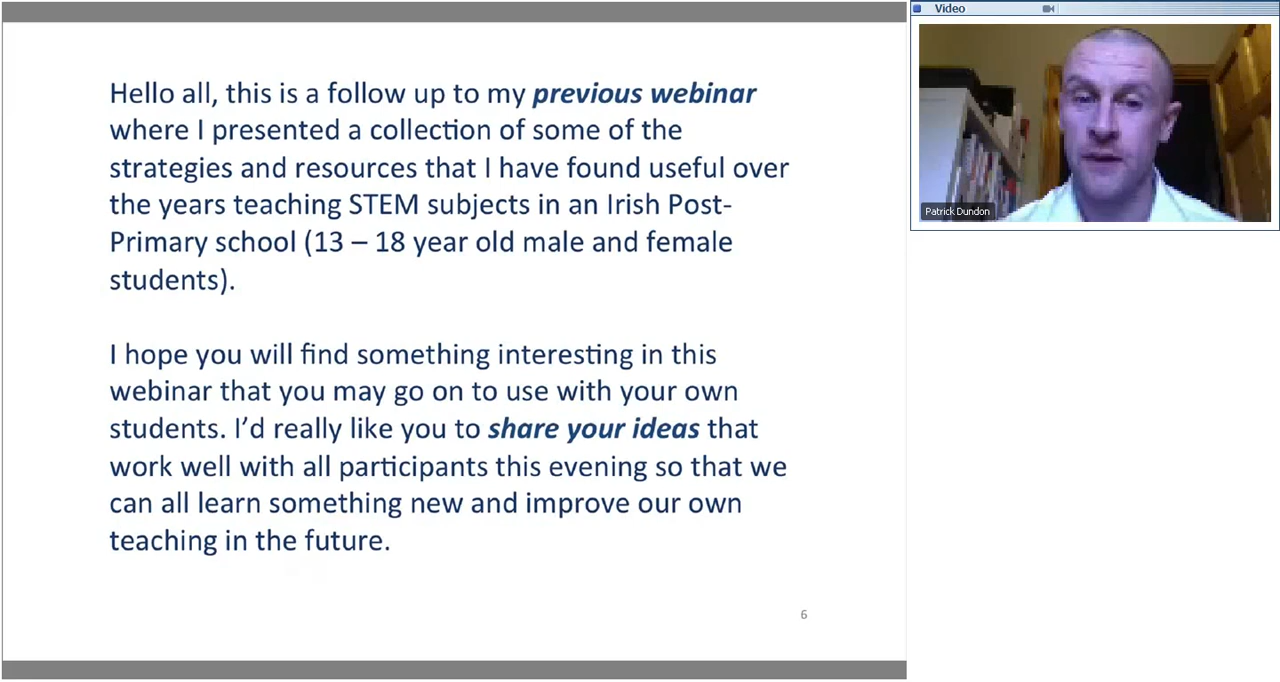 Hello all, this is a follow up to my previous webinar
where I presented a collection of some of the
strategies and resources that I have found useful over
the years teaching STEM subjects in an Irish Post-
Primary school (13 – 18 year old male and female
students).
I hope you will find something interesting in this
webinar that you may go on to use with your own
students. I’d really like you to share your ideas that
work well with all participants this evening so that we
can all learn something new and improve our own
teaching in the future.
6
Video
Patrick Dundon